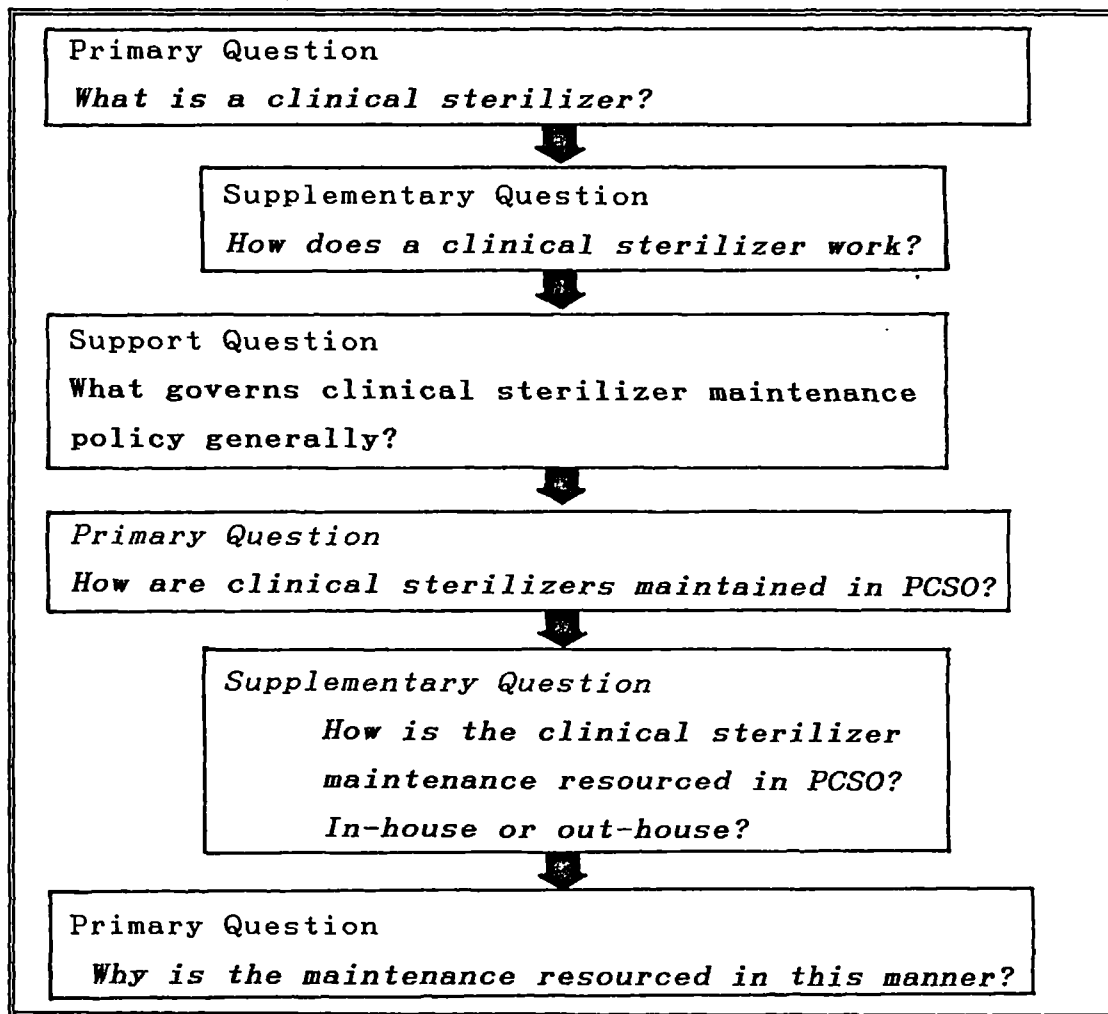 Primary Question
What is a clinical sterilizer?
Supplementary Question
How does a clinical sterilizer work?
Support Question
What governs clinical sterilizer maintenance
policy generally?
Primary Question
How are clinical sterilizers maintained in PCSO?
Supplementary Question
How is the clinical sterilizer
maintenance resourced in PCSO?
In-house or out-house?
Primary Question
Why is the maintenance resourced in this manner?